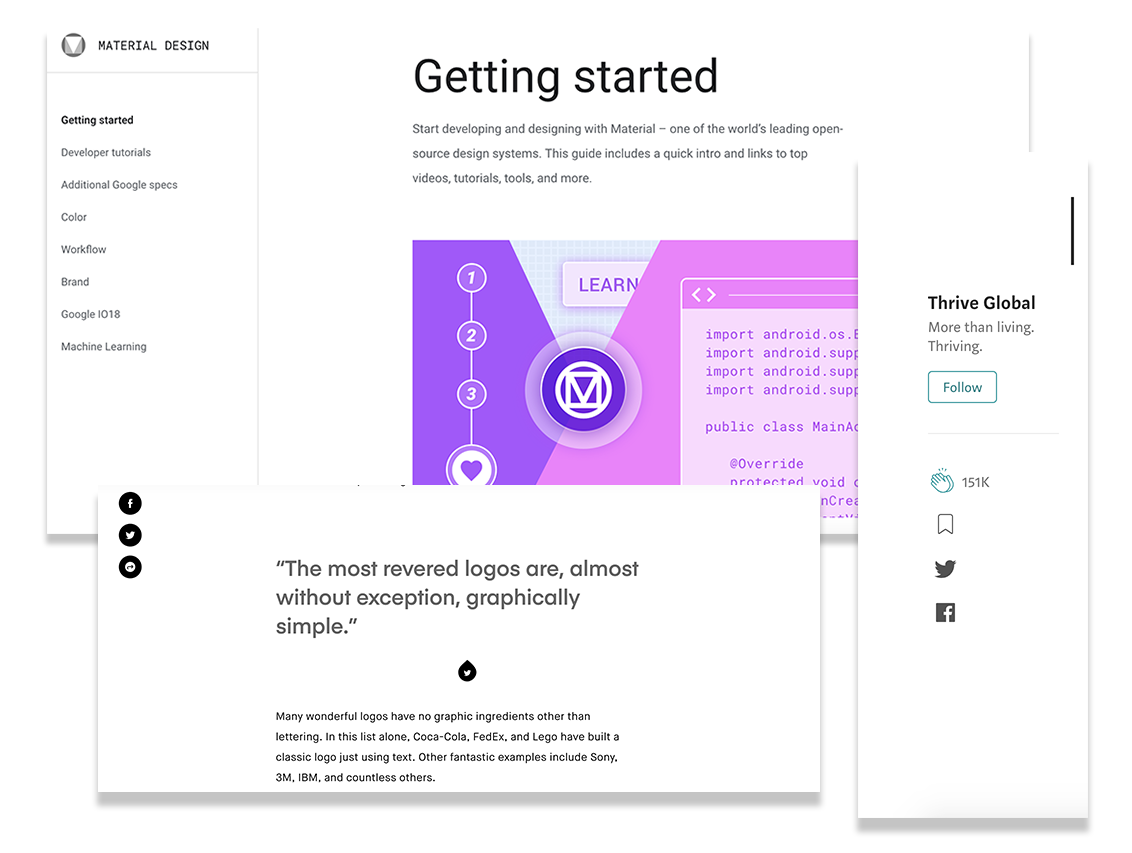 MATERIAL DESIGN
Getting started
Developer tutorials
Additional Google specs
Color
Workflow
Brand
Google IO18
Machine Learning
Getting started
Start developing and designing with Material – one of the world’s leading open-
source design systems. This guide includes a quick intro and links to top
videos, tutorials, tools, and more.
1
2
3
LEARN
< >
import android.os.
import android.supp
import android.supp
import android.supp
public class MainAc
@Override
protected void
“The most revered logos are, almost
without exception, graphically
simple.”
Many wonderful logos have no graphic ingredients other than
lettering. In this list alone, Coca-Cola, FedEx, and Lego have built a
classic logo just using text. Other fantastic examples include Sony,
3M, IBM, and countless others.
Thrive Global
More than living.
Thriving.
Follow
151K